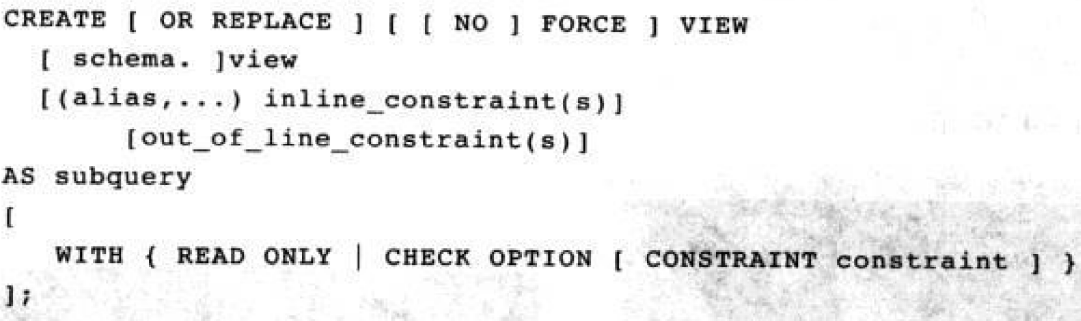 CREATE [ OR REPLACE ] [ [ NO ] FORCE ] VIEW
[ schema. ]view
[(alias,...) inline_constraint(s)]
[out_of_line_constraint(s)]
AS subquery
[
WITH { READ ONLY | CHECK OPTION [ CONSTRAINT constraint ] }
];